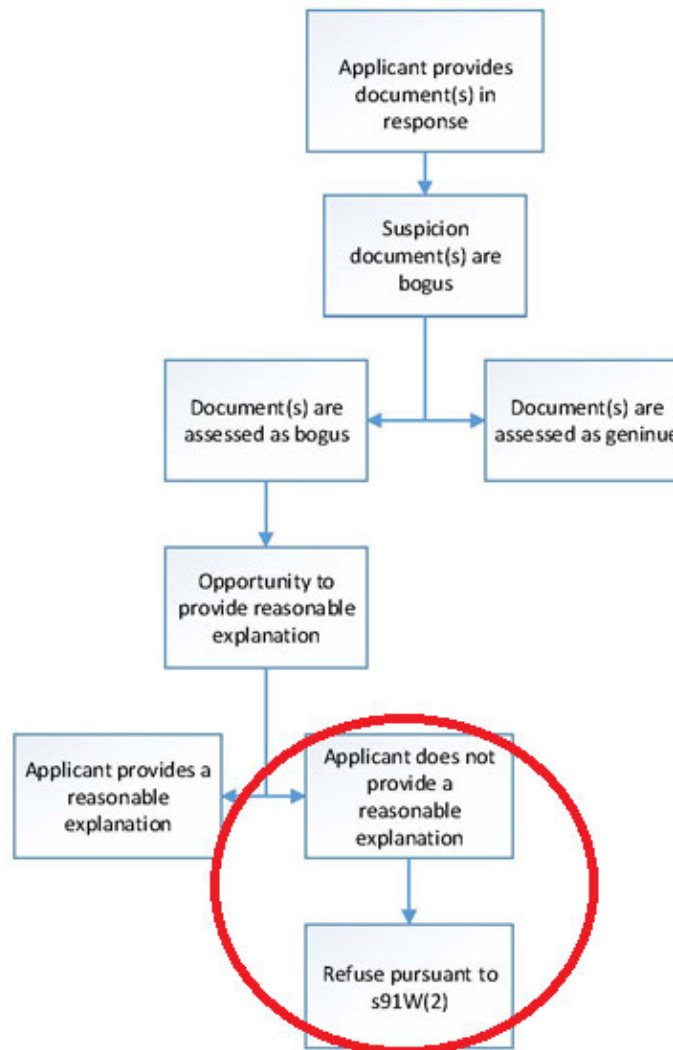 Applicant provides
document(s) in
response
Suspicion
document(s) are
bogus
Document(s) are
assessed as bogus
Document(s) are
assessed as geninue
Opportunity to
provide reasonable
explanation
Applicant provides a
reasonable
explanation
Applicant does not
provide a
reasonable
explanation
Refuse pursuant to
s91W(2)